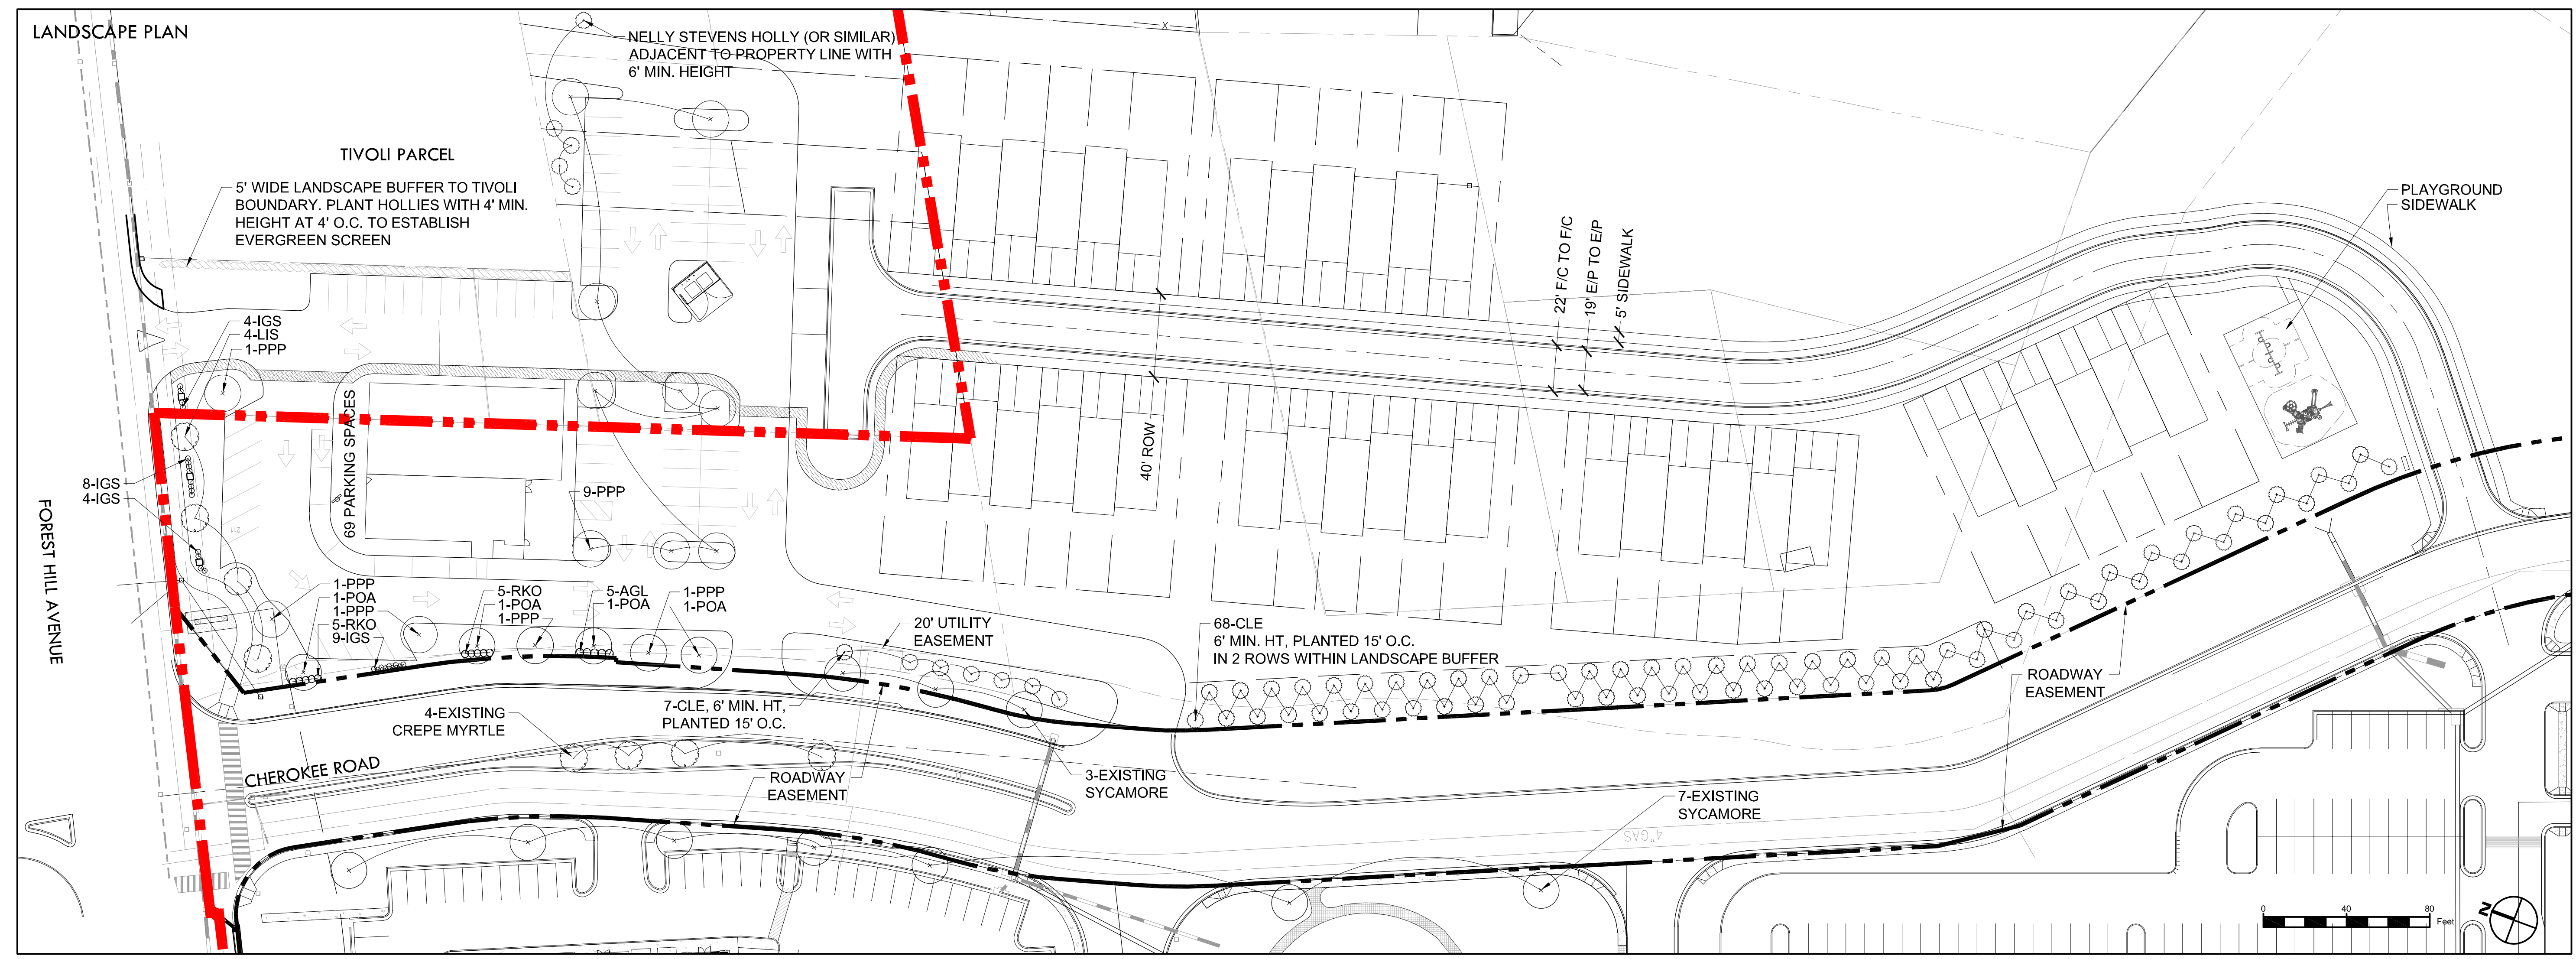 LANDSCAPE PLAN
NELLY STEVENS HOLLY (OR SIMILAR)
ADJACENT TO PROPERTY LINE WITH
6' MIN. HEIGHT
X
TIVOLI PARCEL
5' WIDE LANDSCAPE BUFFER TO TIVOLI
BOUNDARY. PLANT HOLLIES WITH 4' MIN.
HEIGHT AT 4' O.C. TO ESTABLISH
EVERGREEN SCREEN
PLAYGROUND
SIDEWALK
22' F/C TO F/C
19' E/P TO E/P
5' SIDEWALK
4-IGS
4-LIS
1-PPP
69 PARKING SPACES
40' ROW
8-IGS
4-IGS
9-PPP
FOREST HILL AVENUE
1-PPP
1-POA
1-PPP
5-RKO
9-IGS
5-RKO
1-POA
1-PPP
5-AGL
1-POA
1-PPP
1-POA
20' UTILITY
EASEMENT
68-CLE
6' MIN. HT, PLANTED 15' O.C.
IN 2 ROWS WITHIN LANDSCAPE BUFFER
ROADWAY
EASEMENT
4-EXISTING
CREPE MYRTLE
7-CLE, 6' MIN. HT,
PLANTED 15' O.C.
CHEROKEE ROAD
ROADWAY
EASEMENT
3-EXISTING
SYCAMORE
7-EXISTING
SYCAMORE
4"GAS
0 40 80
Feet
N